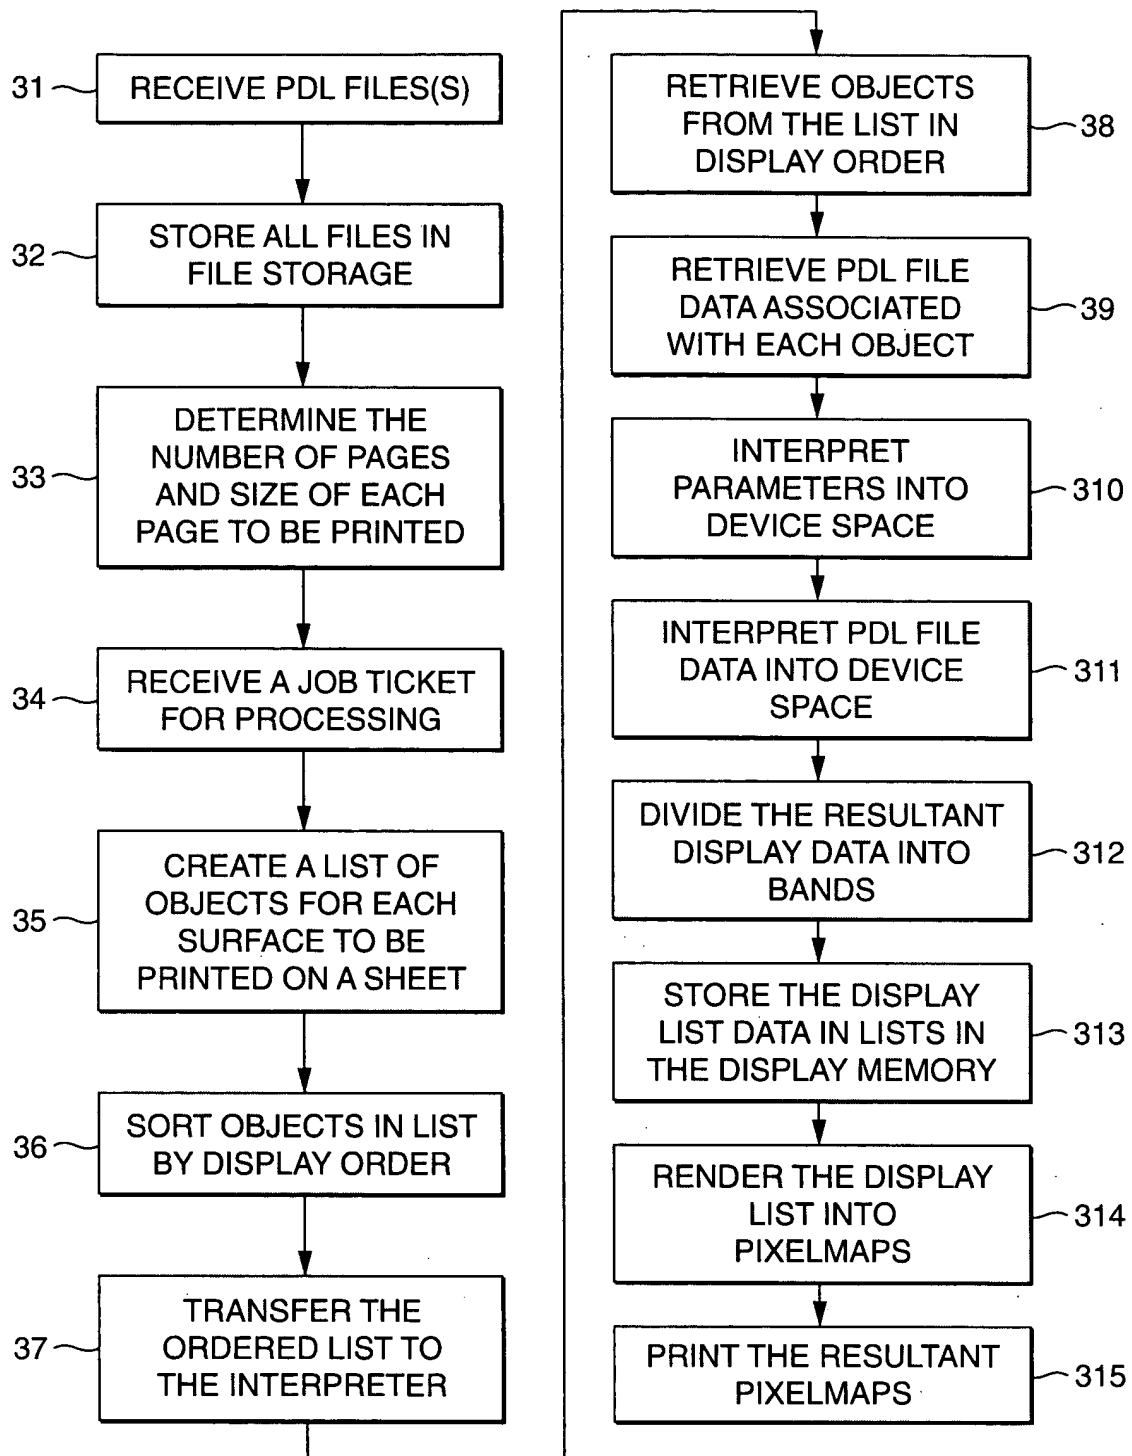 31
RECEIVE PDL FILES(S)
32
STORE ALL FILES IN
FILE STORAGE
33
DETERMINE THE
NUMBER OF PAGES
AND SIZE OF EACH
PAGE TO BE PRINTED
34
RECEIVE A JOB TICKET
FOR PROCESSING
35
CREATE A LIST OF
OBJECTS FOR EACH
SURFACE TO BE
PRINTED ON A SHEET
36
SORT OBJECTS IN LIST
BY DISPLAY ORDER
37
TRANSFER THE
ORDERED LIST TO
THE INTERPRETER
RETRIEVE OBJECTS
FROM THE LIST IN
DISPLAY ORDER
38
RETRIEVE PDL FILE
DATA ASSOCIATED
WITH EACH OBJECT
39
INTERPRET
PARAMETERS INTO
DEVICE SPACE
310
INTERPRET PDL FILE
DATA INTO DEVICE
SPACE
311
DIVIDE THE RESULTANT
DISPLAY DATA INTO
BANDS
312
STORE THE DISPLAY
LIST DATA IN LISTS IN
THE DISPLAY MEMORY
313
RENDER THE DISPLAY
LIST INTO
PIXELMAPS
314
PRINT THE RESULTANT
PIXELMAPS
315